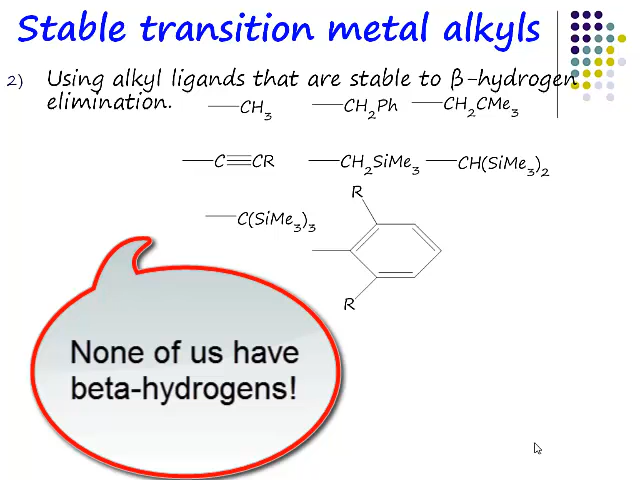 Stable transition metal alkyls
2) Using alkyl ligands that are stable to β-hydrogen
elimination.
CH3 CH2Ph CH2CMe3
C CR CH2SiMe3 CH(SiMe3)2
C(SiMe3)3
R
R
None of us have
beta-hydrogens!